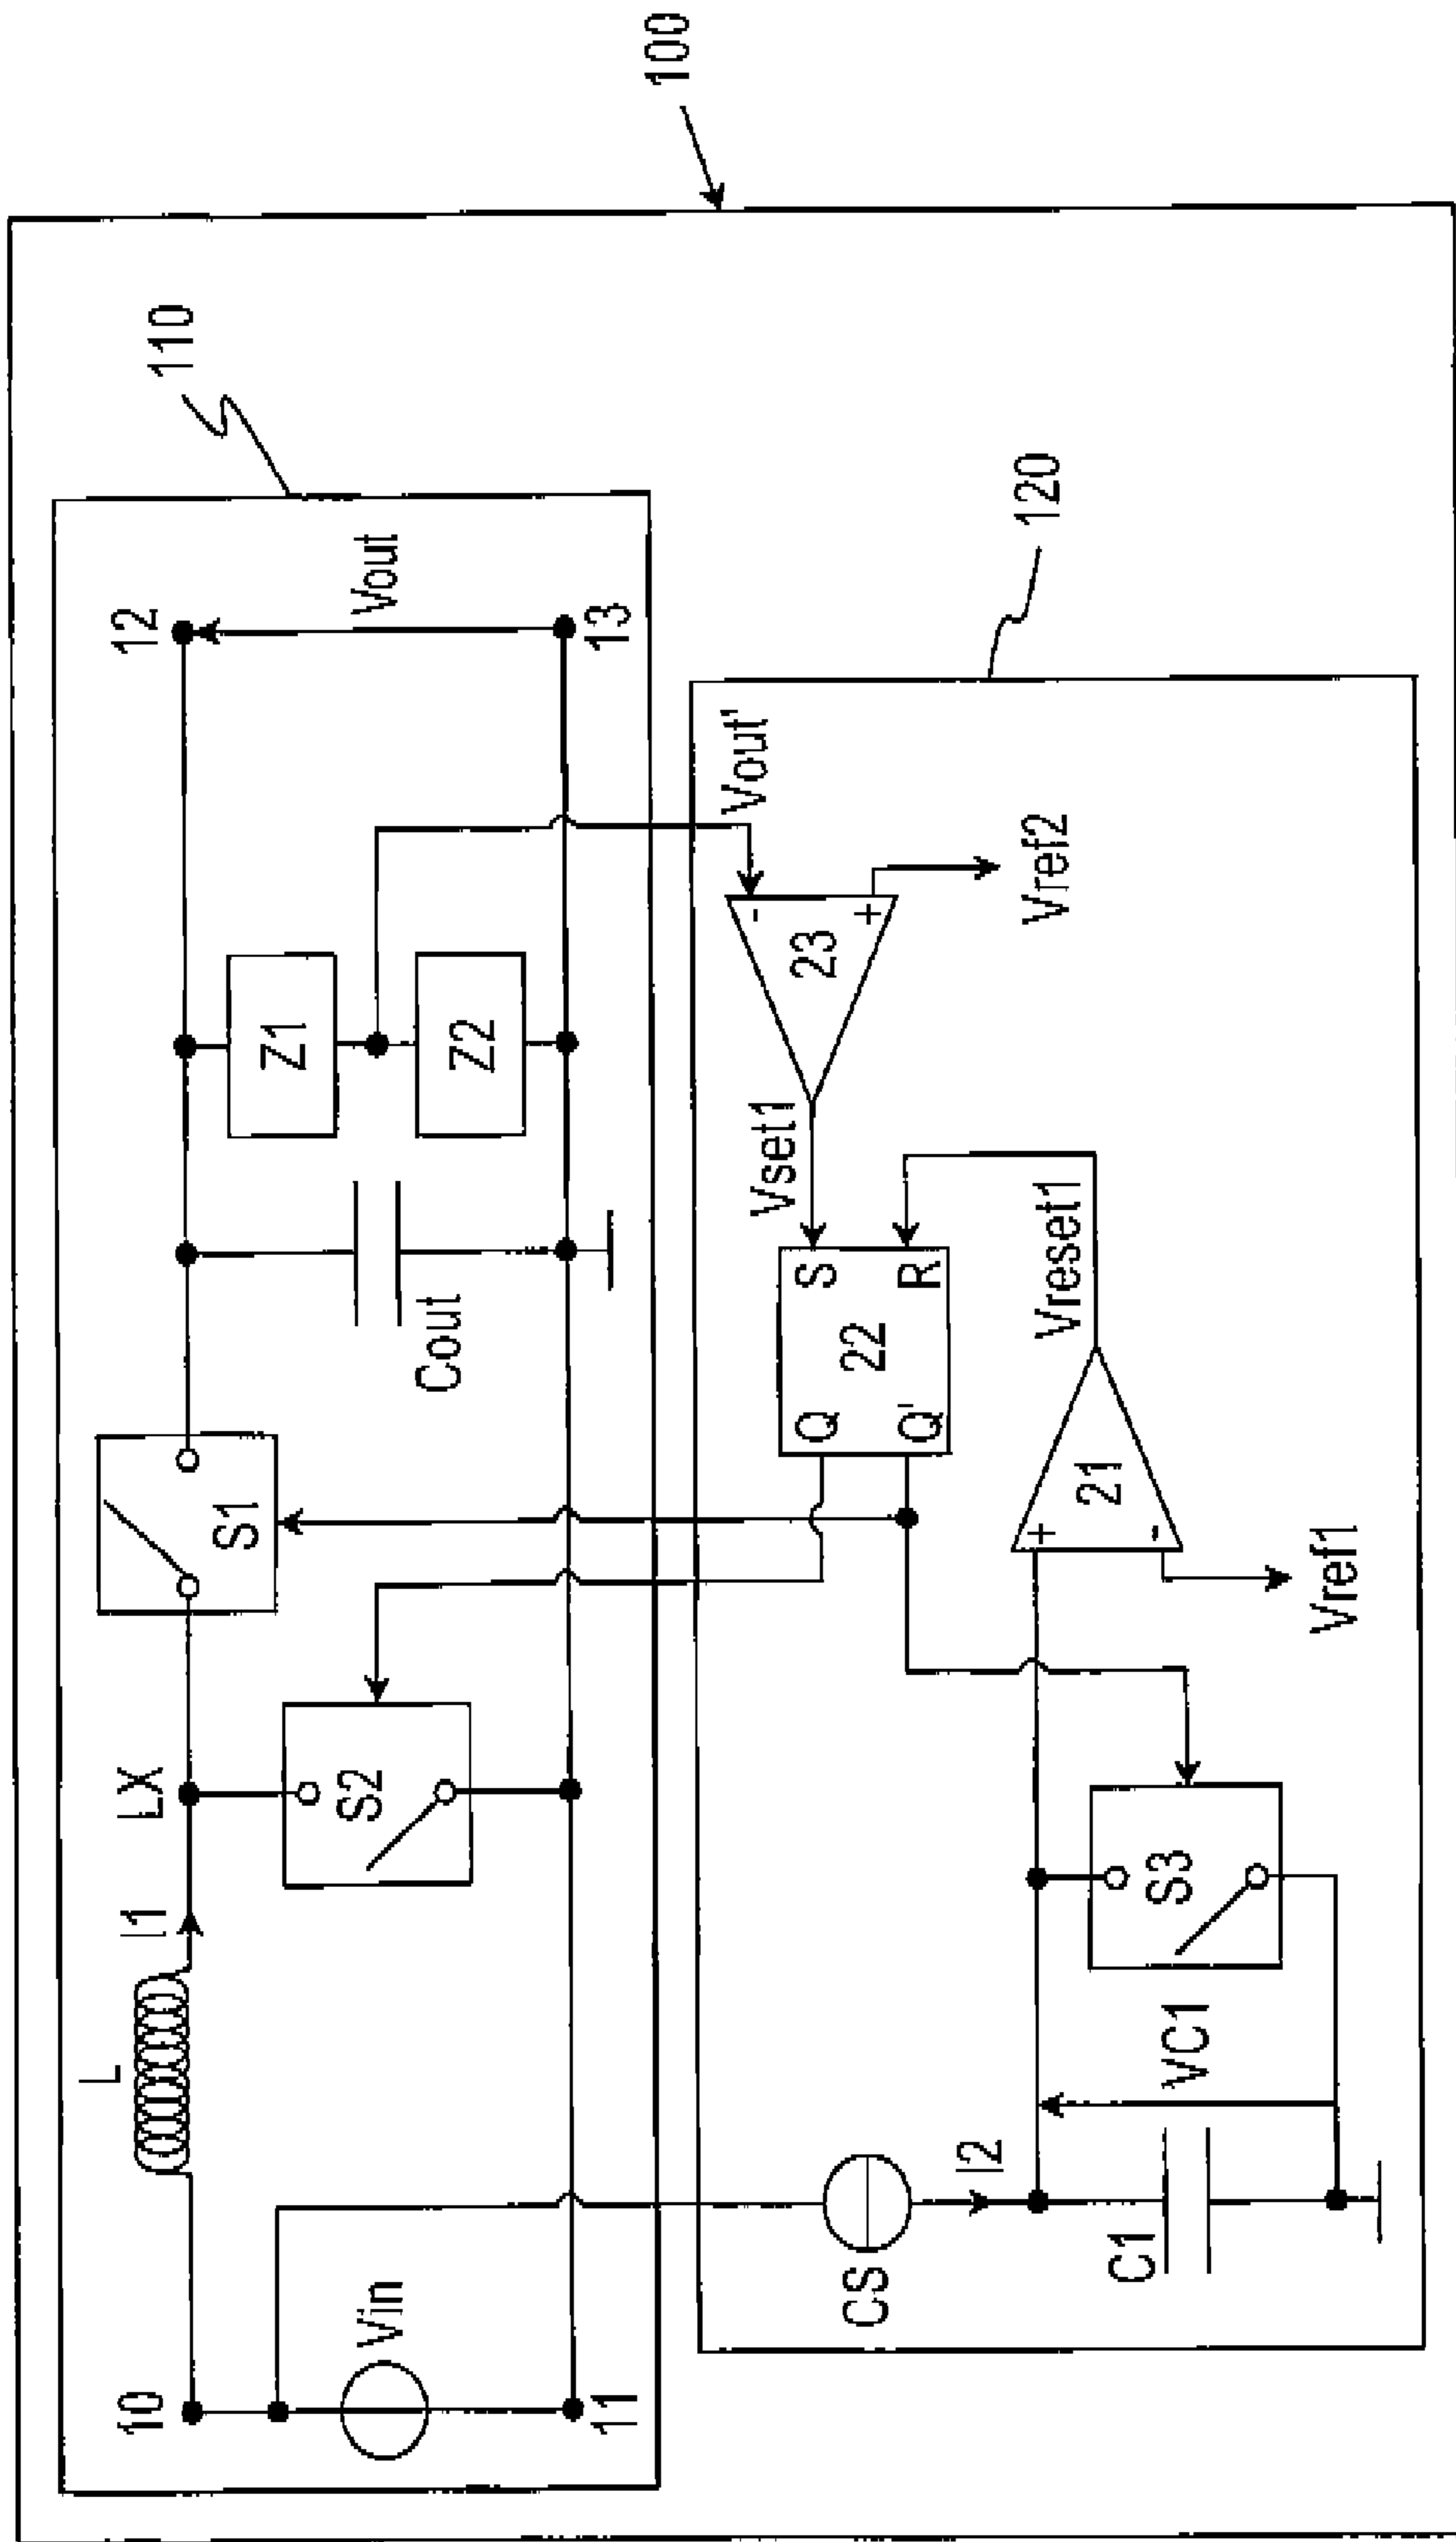 100
110
L
I1
LX
S1
12
10
Vin
S2
Cout
Z1
Z2
Vout
11
13
120
CS
I2
C1
VC1
S3
Q
Q'
22
S
R
Vset1
23
-
+
Vout'
Vref2
+
-
21
Vreset1
Vref1